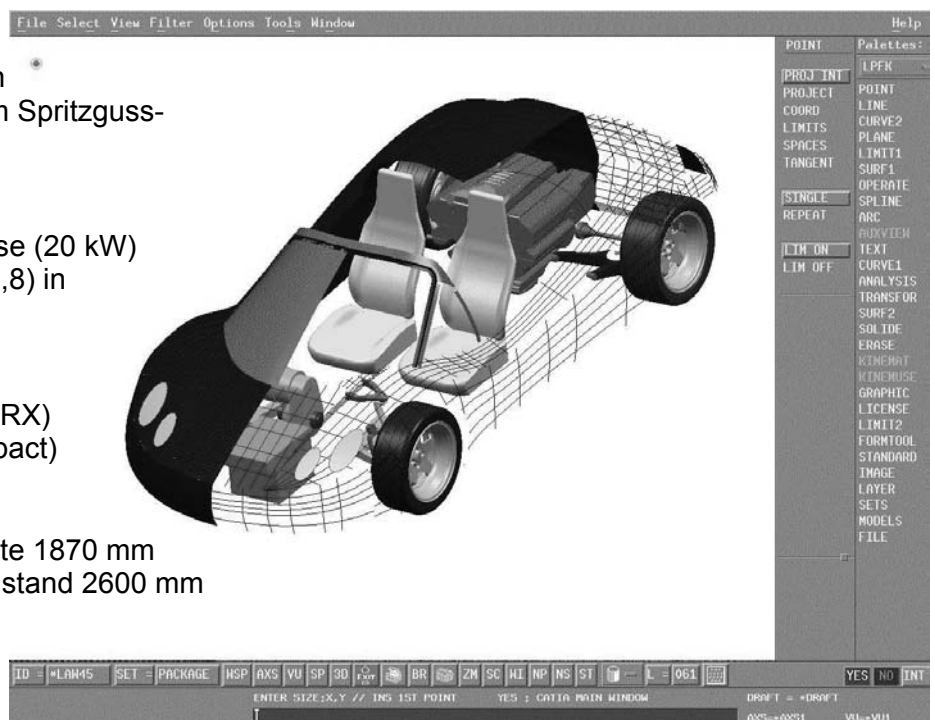 File Select View Filter Options Tools Window Help
n
n Spritzguss-
se (20 kW)
,8) in
RX)
pact)
te 1870 mm
stand 2600 mm
POINT
PROJ INT
PROJECT
COORD
LIMITS
SPACES
TANGENT
SINGLE
REPEAT
LIM ON
LIM OFF
Palettes:
LPFK
POINT
LINE
CURVE2
PLANE
LIMIT1
SURF1
OPERATE
SPLINE
ARC
AUXVIEW
TEXT
CURVE1
ANALYSIS
TRANSFOR
SURF2
SOLIDE
ERASE
KINEMAT
KINEMUSE
GRAPHIC
LICENSE
LIMIT2
FORMTOOL
STANDARD
IMAGE
LAYER
SETS
MODELS
FILE
ID = *LAW45 SET = PACKAGE WSP AXS VU SP 3D EXIT BR ZM SC WI NP NS ST - L = 061 YES NO INT
ENTER SIZE;X,Y // INS 1ST POINT YES : CATIA MAIN WINDOW DRAFT = *DRAFT
AXS=*AXS1 VU=*VU1